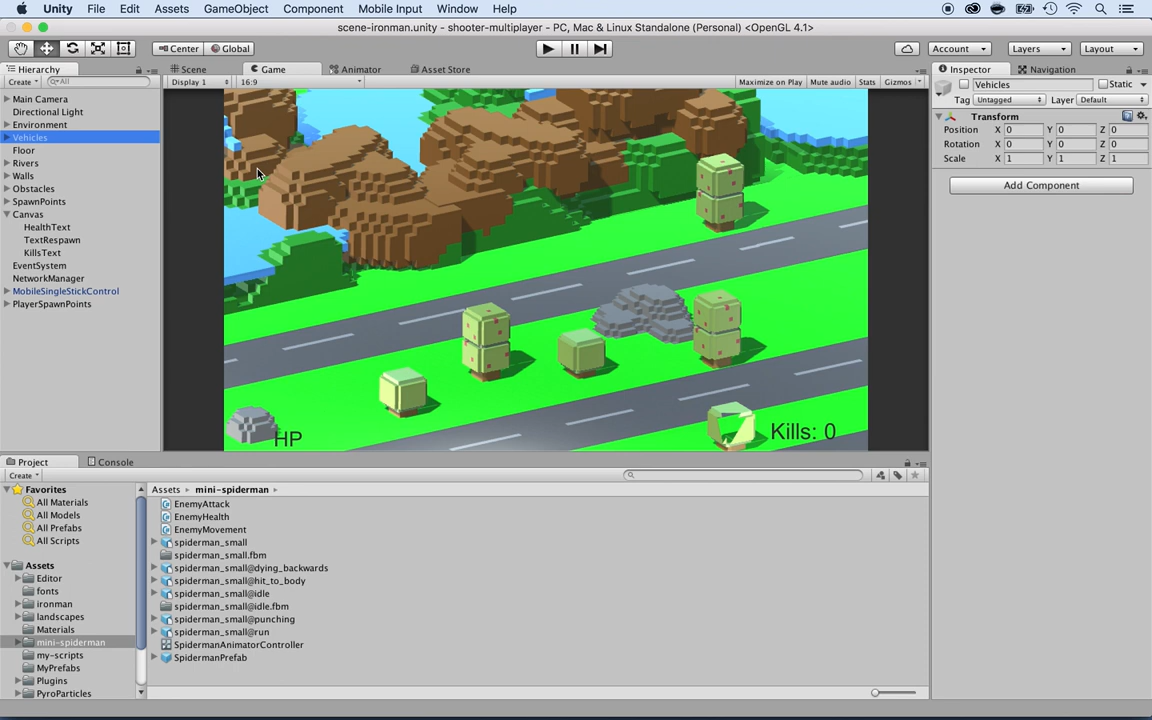 Unity File Edit Assets GameObject Component Mobile Input Window Help
scene-ironman.unity - shooter-multiplayer - PC, Mac & Linux Standalone (Personal) <OpenGL 4.1>
Center Global Account Layers Layout
Hierarchy Scene Game Animator Asset Store Inspector Navigation
Create All Display 1 16:9 Maximize on Play Mute audio Stats Gizmos
Vehicles Static
Tag Untagged Layer Default
Main Camera
Directional Light
Environment
Vehicles
Floor
Rivers
Walls
Obstacles
SpawnPoints
Canvas
HealthText
TextRespawn
KillsText
EventSystem
NetworkManager
MobileSingleStickControl
PlayerSpawnPoints
HP
Kills: 0
Transform
Position X 0 Y 0 Z 0
Rotation X 0 Y 0 Z 0
Scale X 1 Y 1 Z 1
Add Component
Project Console
Create
Favorites
All Materials
All Models
All Prefabs
All Scripts
Assets
Editor
fonts
ironman
landscapes
Materials
mini-spiderman
my-scripts
MyPrefabs
Plugins
PyroParticles
Assets mini-spiderman
EnemyAttack
EnemyHealth
EnemyMovement
spiderman_small
spiderman_small.fbm
spiderman_small@dying_backwards
spiderman_small@hit_to_body
spiderman_small@idle
spiderman_small@idle.fbm
spiderman_small@punching
spiderman_small@run
SpidermanAnimatorController
SpidermanPrefab